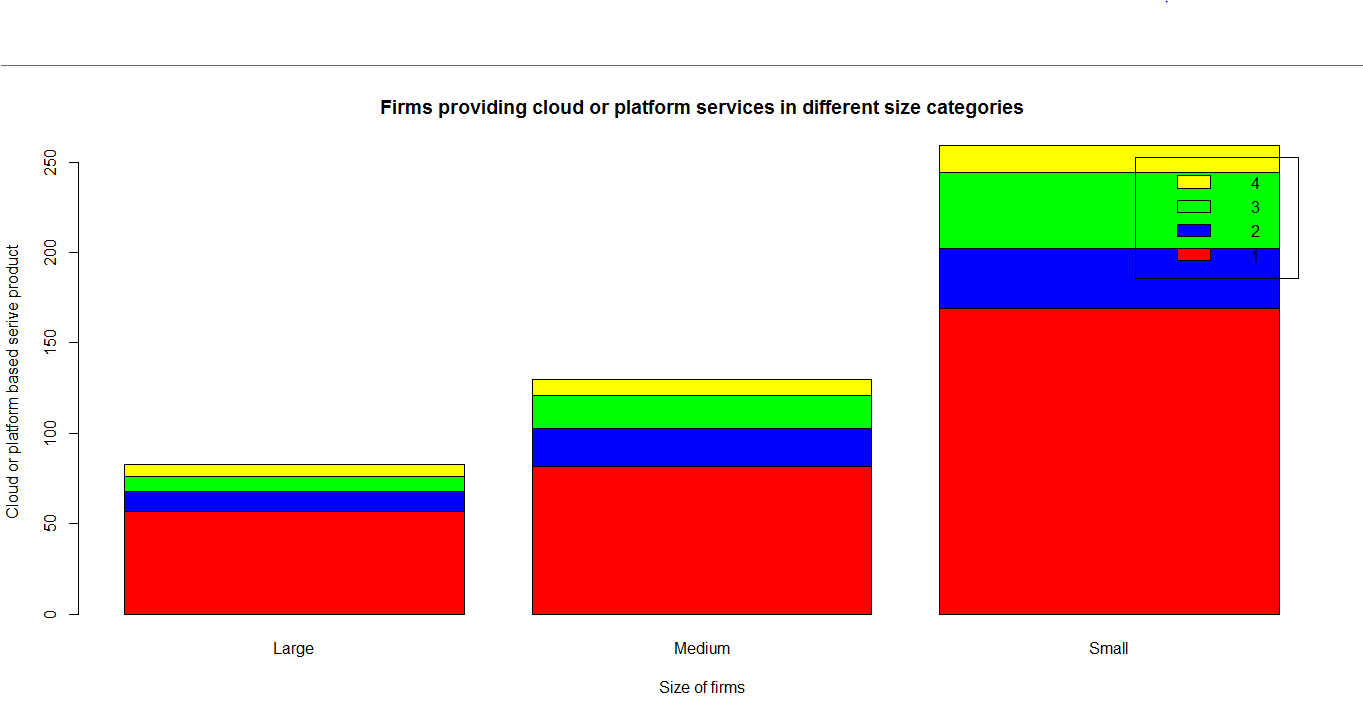 Firms providing cloud or platform services in different size categories
Cloud or platform based serive product
250
200
150
100
50
0
4
3
2
1
Large
Medium
Small
Size of firms